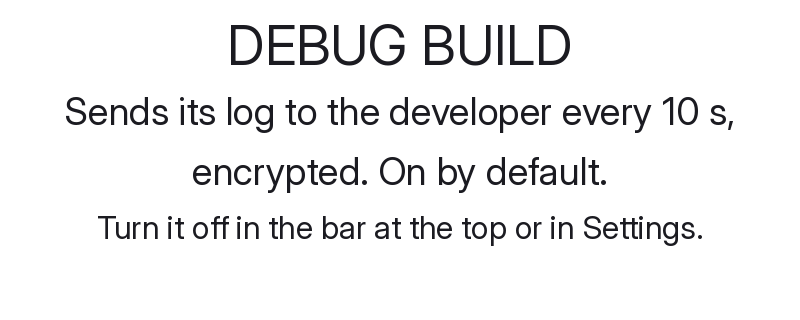 DEBUG BUILD
Sends its log to the developer every 10 s,
encrypted. On by default.
Turn it off in the bar at the top or in Settings.